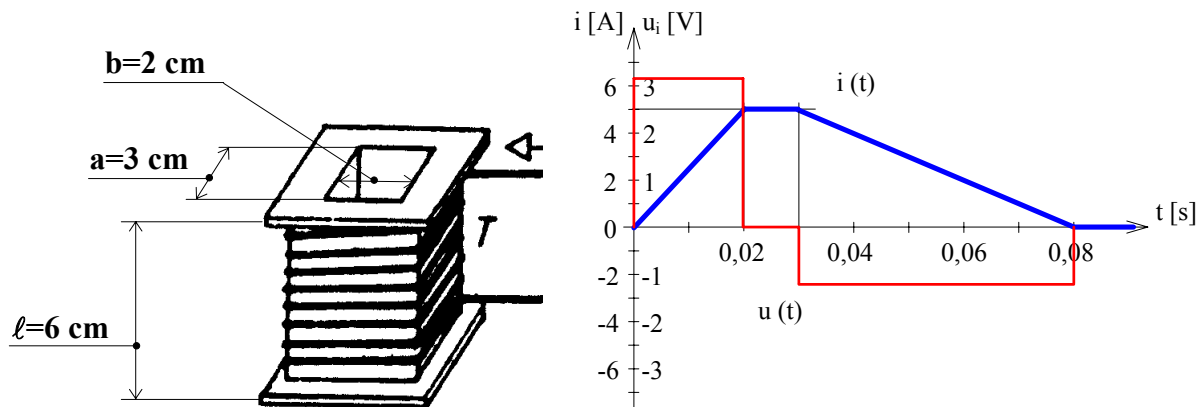 b=2 cm
a=3 cm
ℓ=6 cm
T
i [A] uᵢ [V]
6 3
4 2
2 1
0
-2 -1
-4 -2
-6 -3
i (t)
t [s]
0,02 0,04 0,06 0,08
u (t)